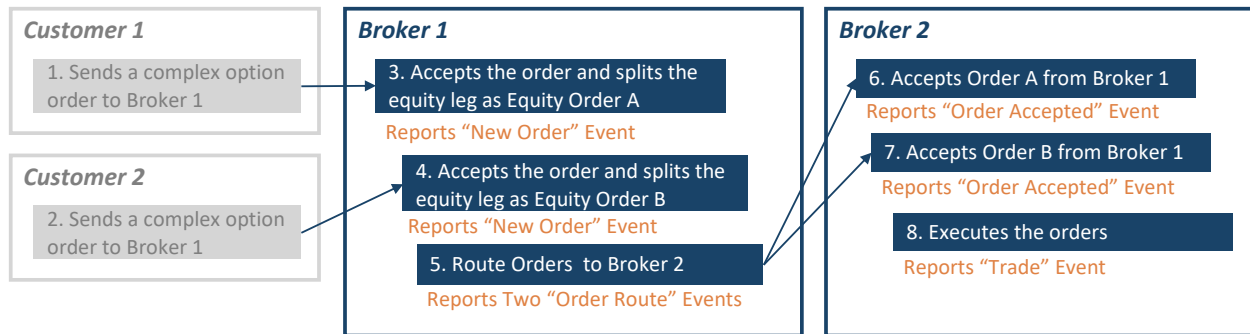 Customer 1
1. Sends a complex option
order to Broker 1
Customer 2
2. Sends a complex option
order to Broker 1
Broker 1
3. Accepts the order and splits the
equity leg as Equity Order A
Reports “New Order” Event
4. Accepts the order and splits the
equity leg as Equity Order B
Reports “New Order” Event
5. Route Orders to Broker 2
Reports Two “Order Route” Events
Broker 2
6. Accepts Order A from Broker 1
Reports “Order Accepted” Event
7. Accepts Order B from Broker 1
Reports “Order Accepted” Event
8. Executes the orders
Reports “Trade” Event